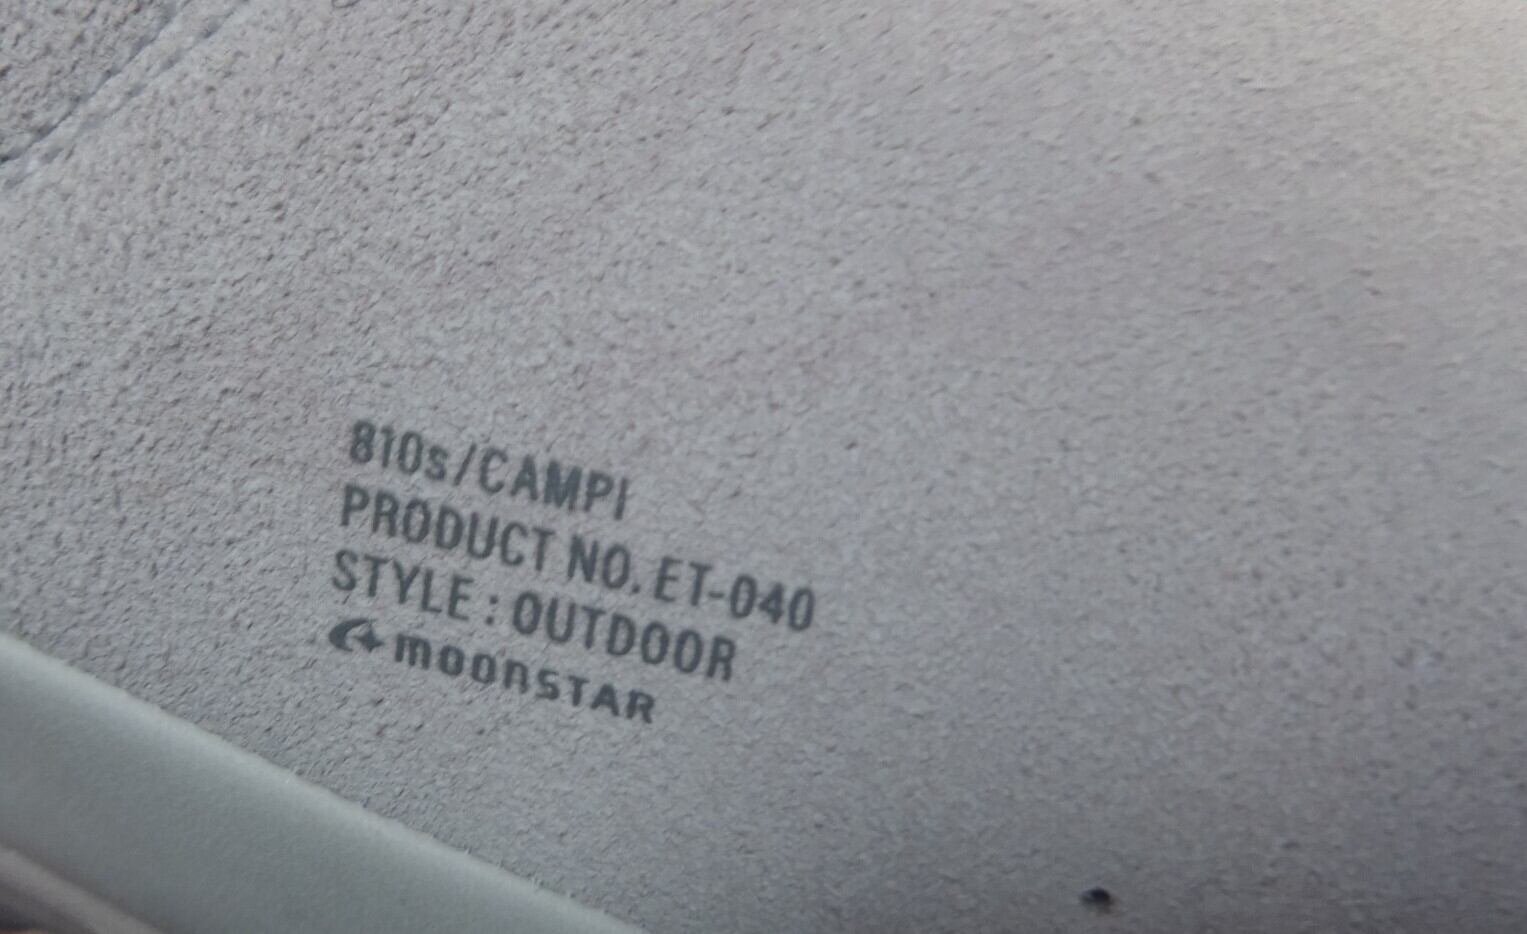 810s/CAMPI
PRODUCT NO. ET-040
STYLE : OUTDOOR
moonSTAR